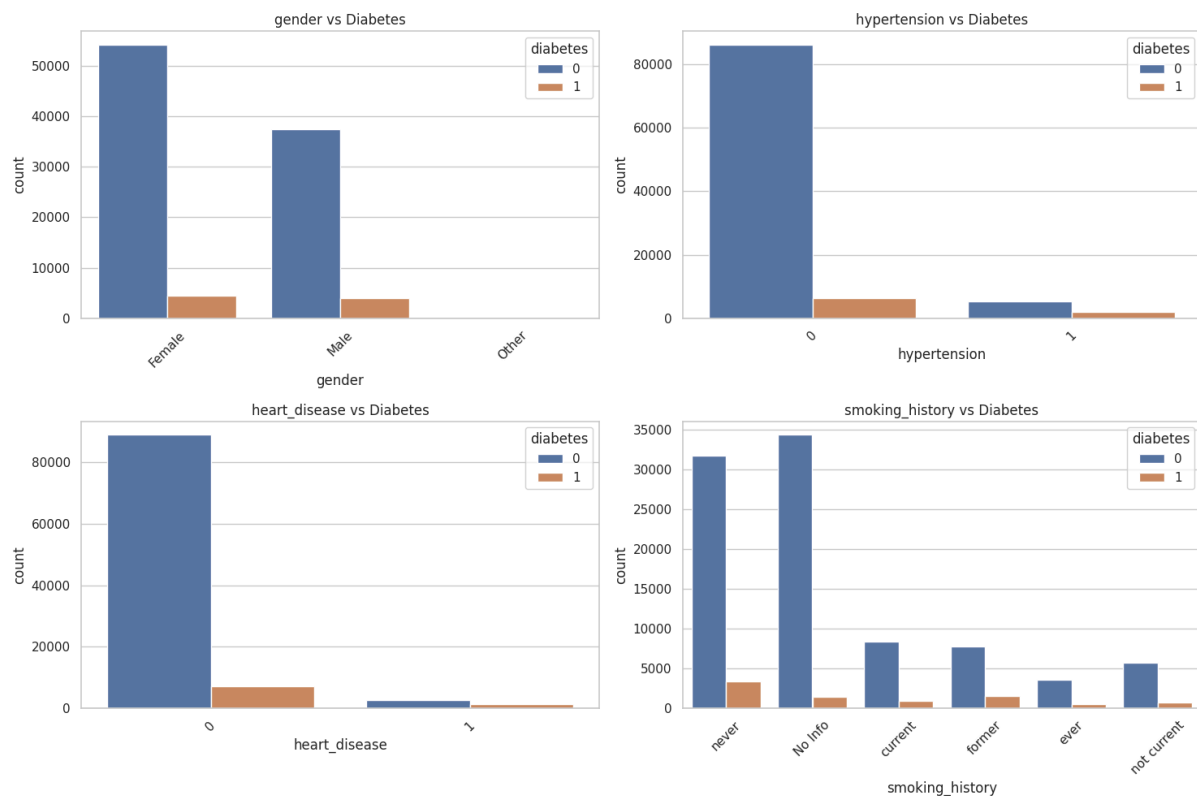 gender vs Diabetes
diabetes
0
1
50000
40000
30000
20000
10000
0
count
Female
Male
Other
gender
hypertension vs Diabetes
diabetes
0
1
80000
60000
40000
20000
0
count
0
1
hypertension
heart_disease vs Diabetes
diabetes
0
1
80000
60000
40000
20000
0
count
0
1
heart_disease
smoking_history vs Diabetes
diabetes
0
1
35000
30000
25000
20000
15000
10000
5000
0
count
never
No Info
current
former
ever
not current
smoking_history